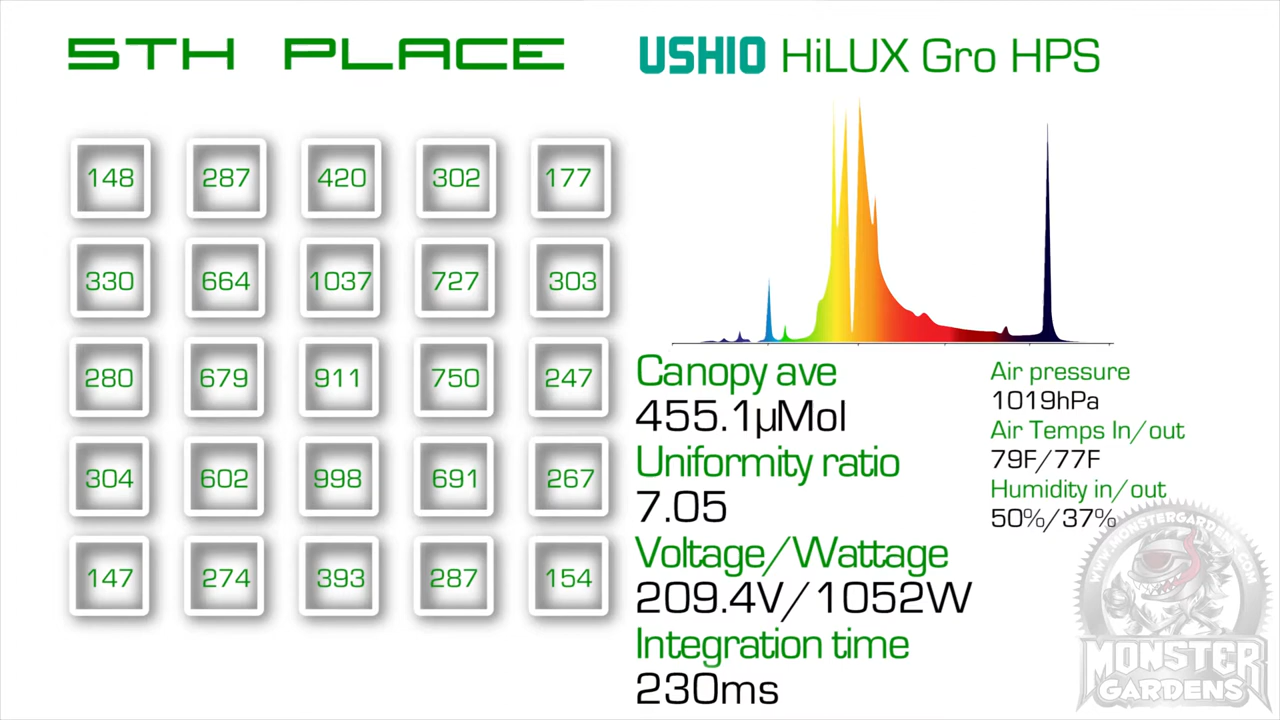 5TH PLACE
USHIO HiLUX Gro HPS
148 287 420 302 177
330 664 1037 727 303
280 679 911 750 247
304 602 998 691 267
147 274 393 287 154
Canopy ave
455.1µMol
Uniformity ratio
7.05
Voltage/Wattage
209.4V/1052W
Integration time
230ms
Air pressure
1019hPa
Air Temps In/out
79F/77F
Humidity in/out
50%/37%
WWW.MONSTERGARDENS.COM
MONSTER
GARDENS